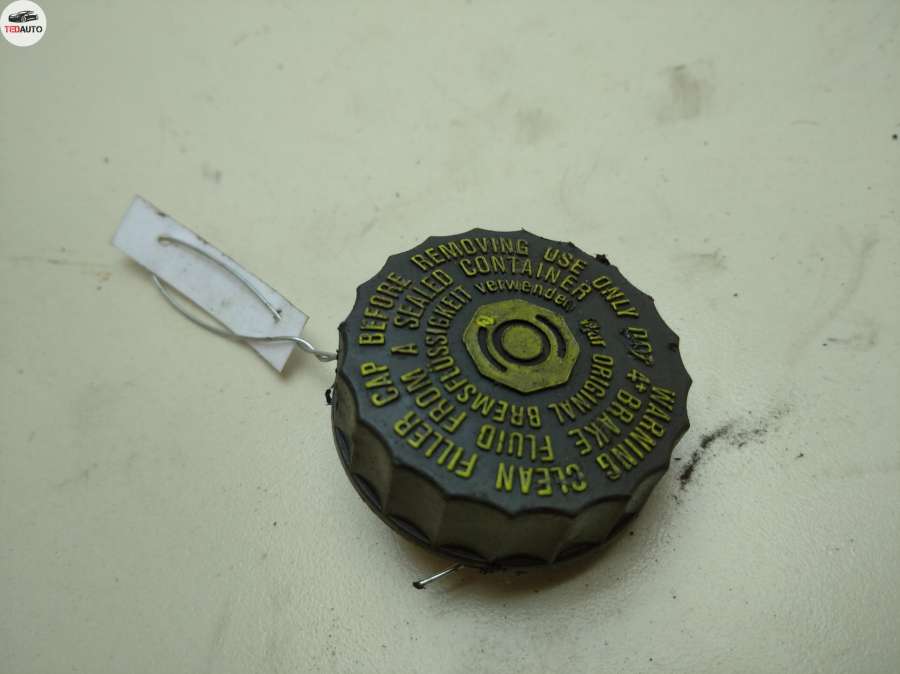 TEDAUTO
WARNING CLEAN FILLER CAP BEFORE REMOVING USE ONLY DOT 4+
BRAKE FLUID FROM A SEALED CONTAINER
ORIGINAL BREMSFLÜSSIGKEIT verwenden